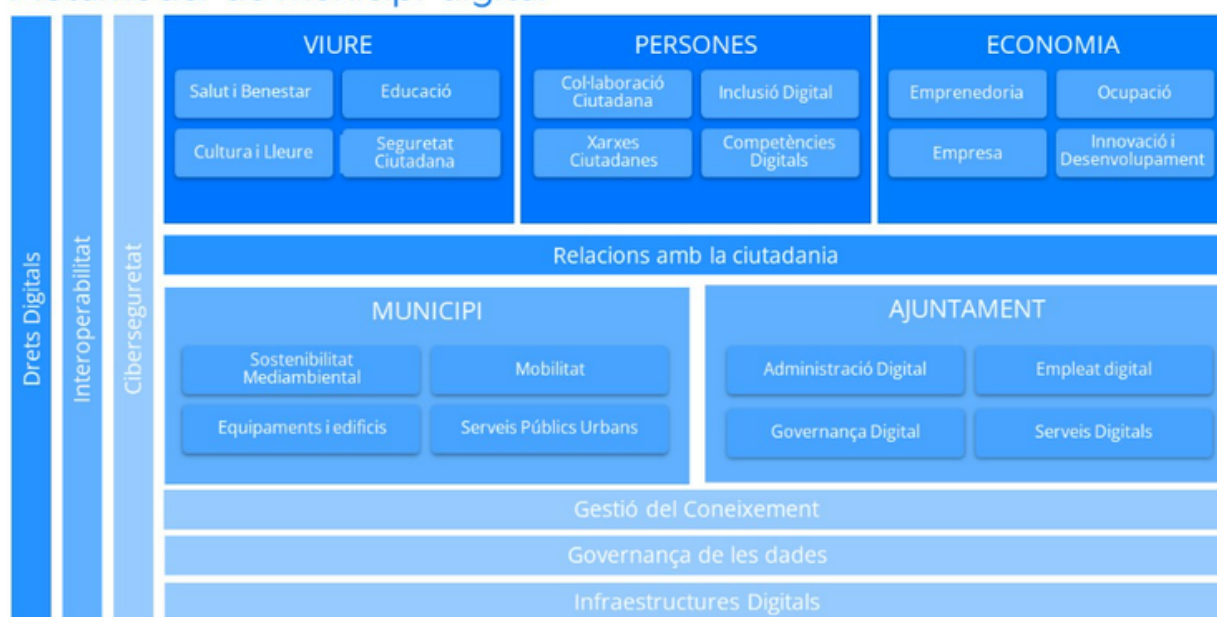 Drets Digitals
Interoperabilitat
Ciberseguretat
VIURE
Salut i Benestar
Educació
Cultura i Lleure
Seguretat
Ciutadana
PERSONES
Col·laboració
Ciutadana
Inclusió Digital
Xarxes
Ciutadanes
Competències
Digitals
ECONOMIA
Emprenedoria
Ocupació
Empresa
Innovació i
Desenvolupament
Relacions amb la ciutadania
MUNICIPI
Sostenibilitat
Mediambiental
Mobilitat
Equipaments i edificis
Serveis Públics Urbans
AJUNTAMENT
Administració Digital
Empleat digital
Governança Digital
Serveis Digitals
Gestió del Coneixement
Governança de les dades
Infraestructures Digitals